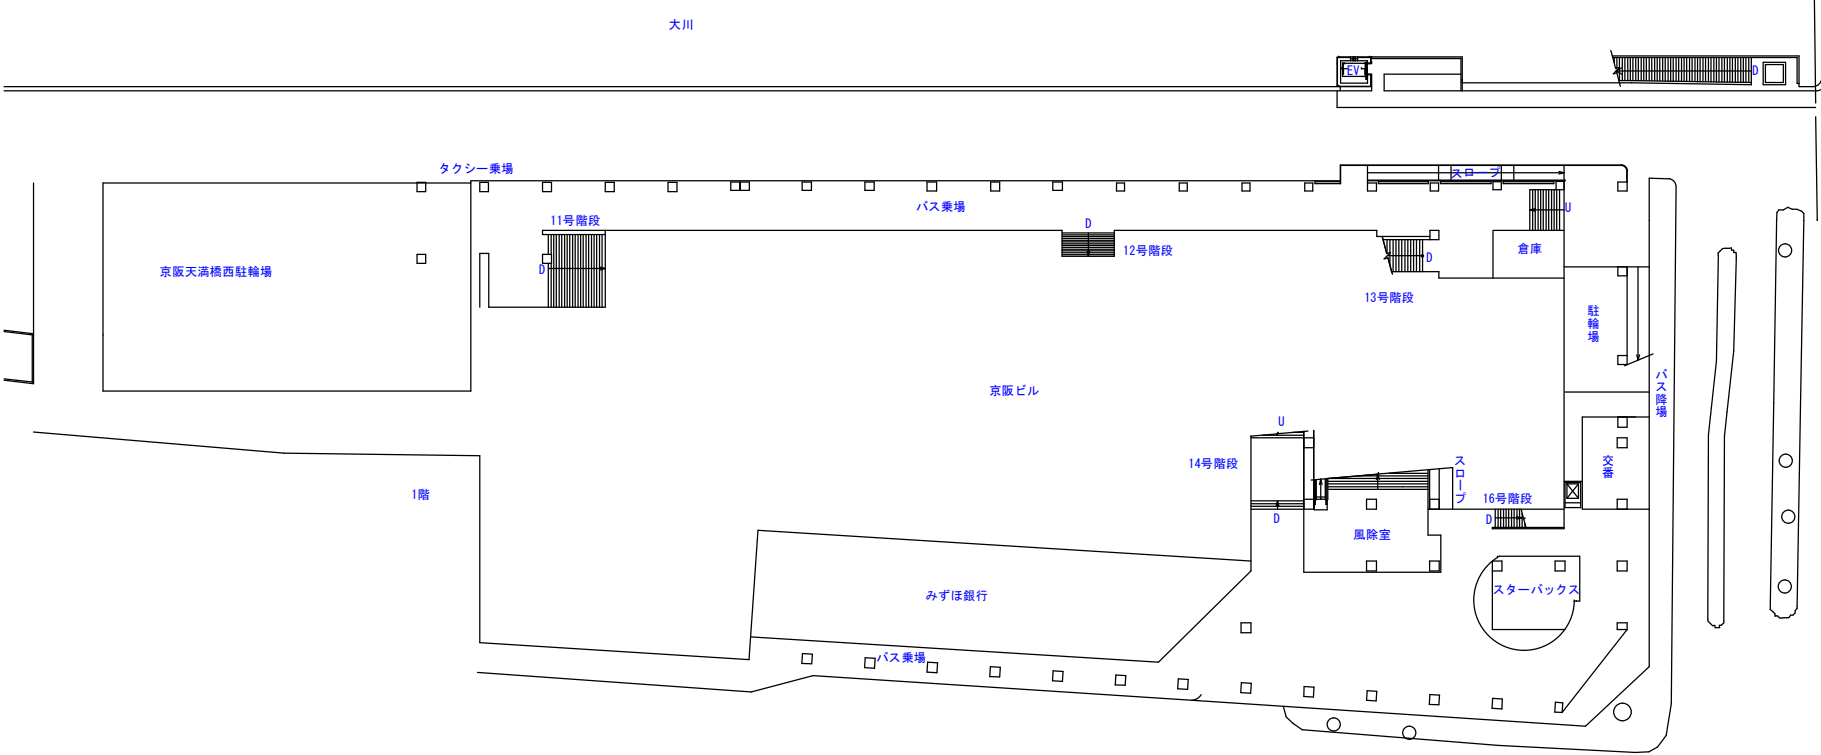 大川
EV
D
タクシー乗場
スロープ
バス乗場
U
11号階段
D
12号階段
倉庫
京阪天満橋西駐輪場
D
D
13号階段
駐輪場
京阪ビル
バス降場
U
14号階段
スロープ
交番
1階
16号階段
D
D
風除室
みずほ銀行
スターバックス
バス乗場